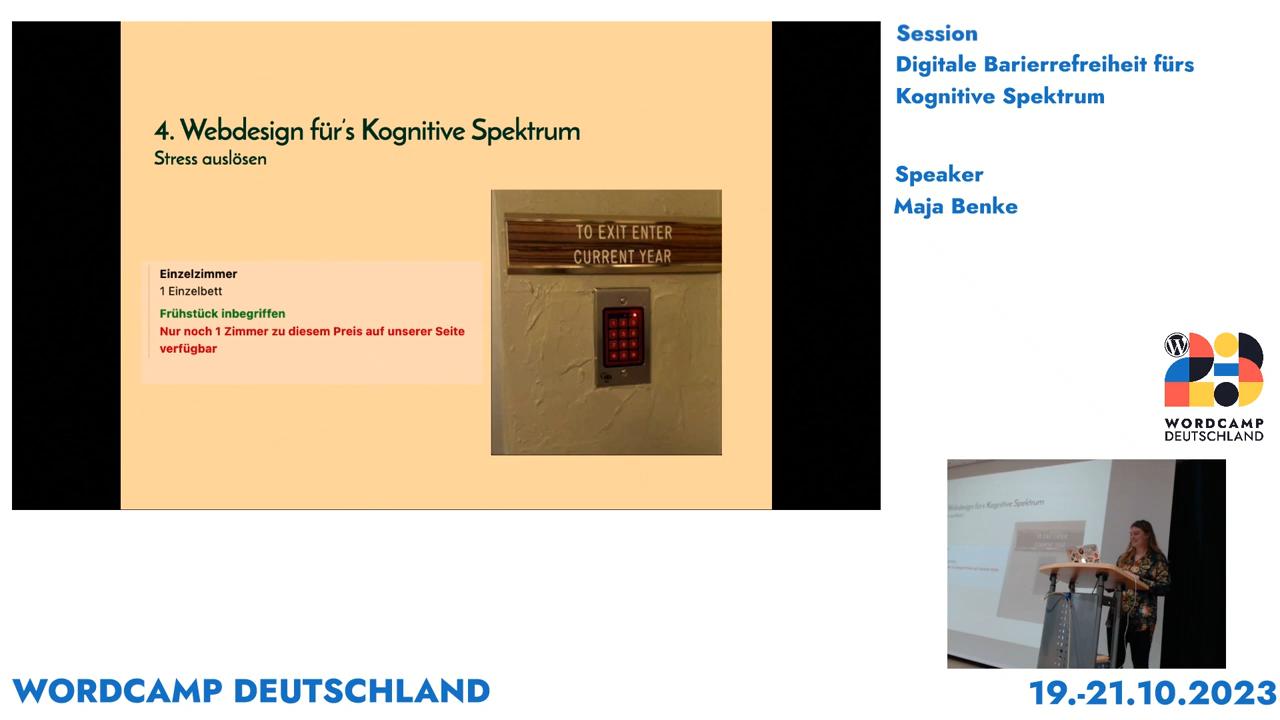 4. Webdesign für's Kognitive Spektrum
Stress auslösen
TO EXIT ENTER
CURRENT YEAR
Einzelzimmer
1 Einzelbett
Frühstück inbegriffen
Nur noch 1 Zimmer zu diesem Preis auf unserer Seite
verfügbar
Session
Digitale Barierrefreiheit fürs
Kognitive Spektrum
Speaker
Maja Benke
WORDCAMP
DEUTSCHLAND
WORDCAMP DEUTSCHLAND
19.-21.10.2023